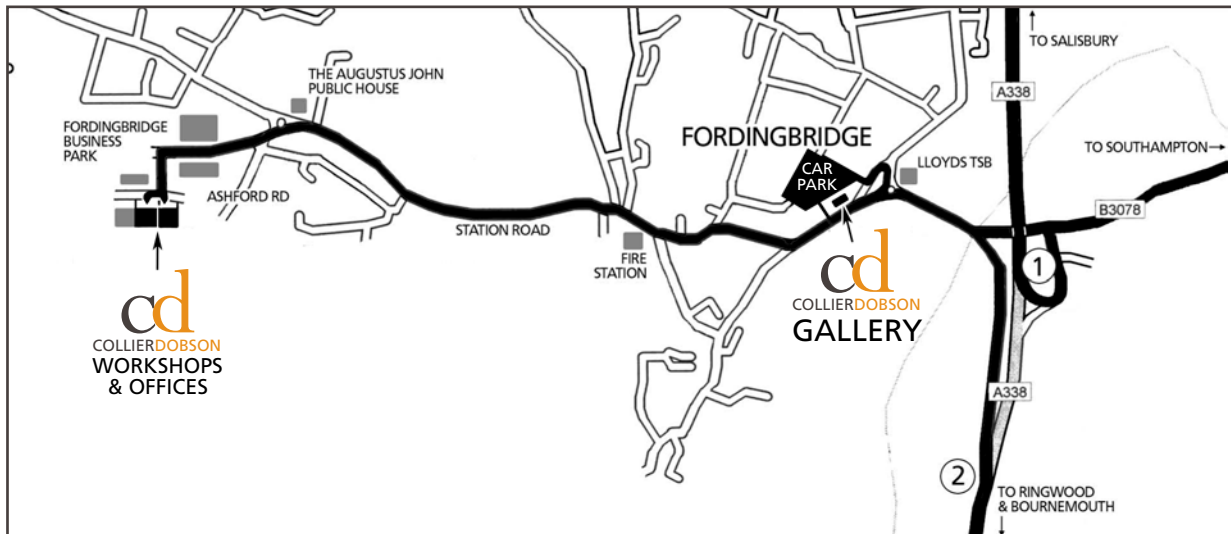 TO SALISBURY
A338
THE AUGUSTUS JOHN
PUBLIC HOUSE
FORDINGBRIDGE
BUSINESS
PARK
FORDINGBRIDGE
TO SOUTHAMPTON
LLOYDS TSB
CAR
PARK
ASHFORD RD
B3078
STATION ROAD
FIRE
STATION
1
cd
COLLIERDOBSON
GALLERY
cd
COLLIERDOBSON
WORKSHOPS
& OFFICES
A338
2
TO RINGWOOD
& BOURNEMOUTH